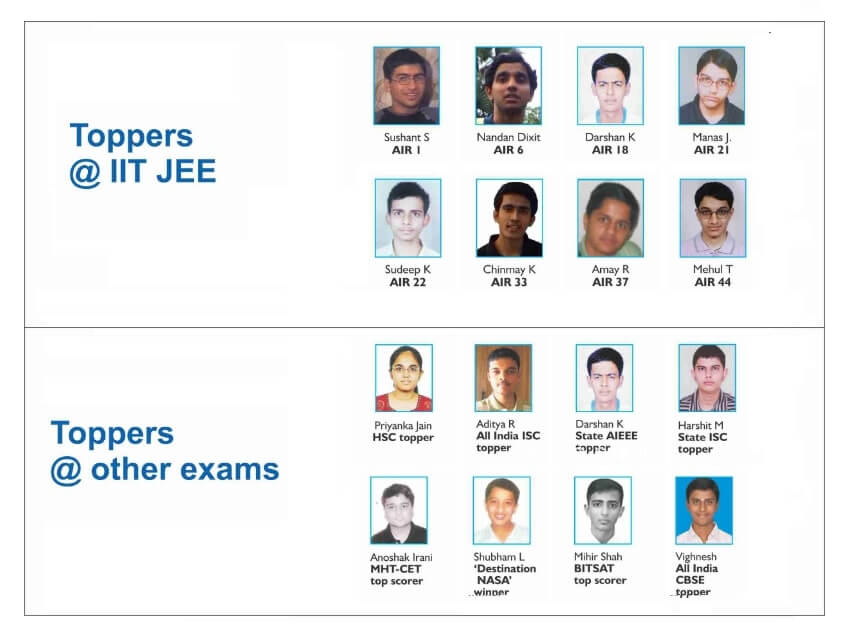 Toppers
@ IIT JEE
Sushant S
AIR 1
Nandan Dixit
AIR 6
Darshan K
AIR 18
Manas J.
AIR 21
Sudeep K
AIR 22
Chinmay K
AIR 33
Amay R
AIR 37
Mehul T
AIR 44
Toppers
@ other exams
Priyanka Jain
HSC topper
Aditya R
All India ISC
topper
Darshan K
State AIEEE
topper
Harshit M
State ISC
topper
Anoshak Irani
MHT-CET
top scorer
Shubham L
‘Destination
NASA’
winner
Mihir Shah
BITSAT
top scorer
Vighnesh
All India
CBSE
topper